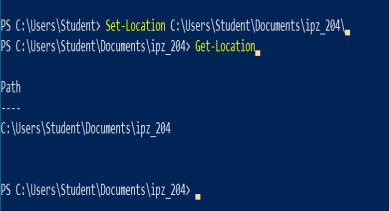 PS C:\Users\Student> Set-Location C:\Users\Student\Documents\ipz_204\
PS C:\Users\Student\Documents\ipz_204> Get-Location
Path
----
C:\Users\Student\Documents\ipz_204
PS C:\Users\Student\Documents\ipz_204>